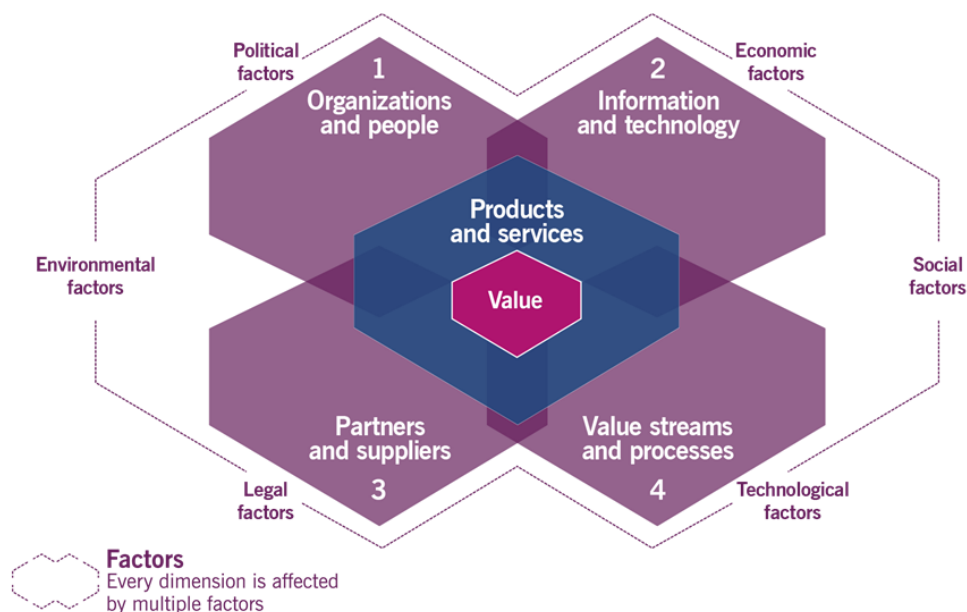 Political
factors
1
Organizations
and people
2
Information
and technology
Economic
factors
Products
and services
Environmental
factors
Value
Social
factors
Partners
and suppliers
3
Value streams
and processes
4
Legal
factors
Technological
factors
Factors
Every dimension is affected
by multiple factors